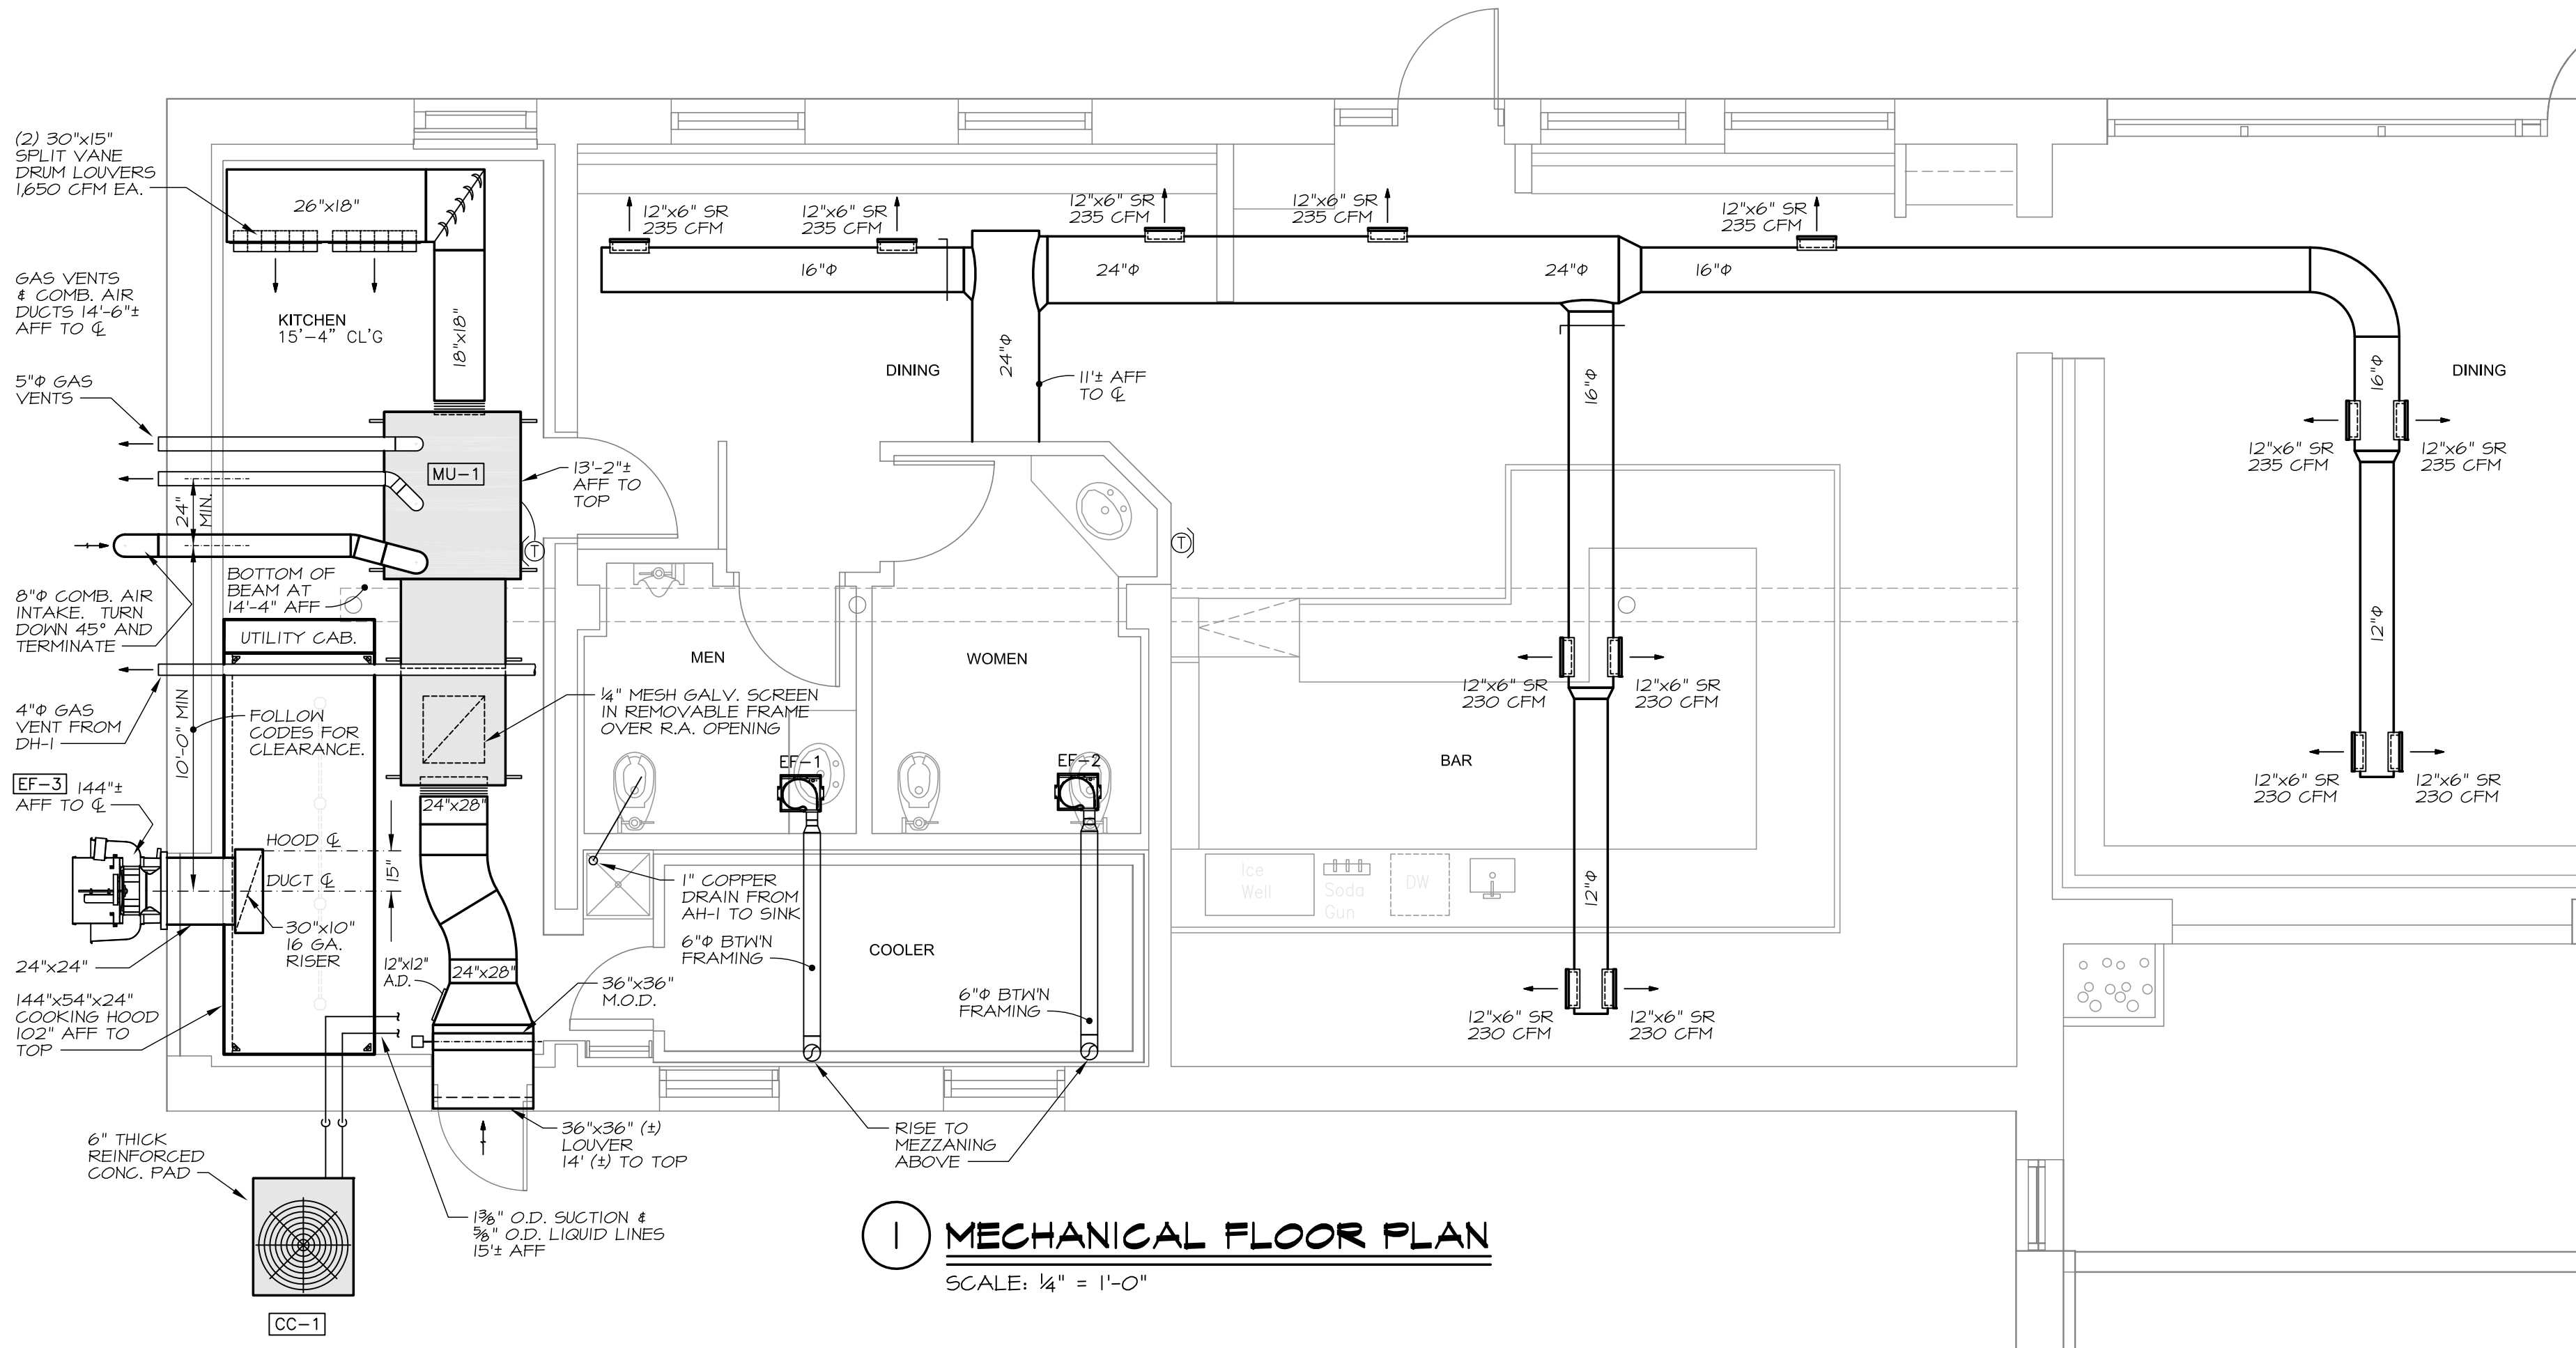 (2) 30"x15"
SPLIT VANE
DRUM LOUVERS
1,650 CFM EA.
26"x18"
GAS VENTS
& COMB. AIR
DUCTS 14'-6"±
AFF TO ℄
KITCHEN
15'-4" CL'G
18"x18"
5"Φ GAS
VENTS
MU-1
13'-2"±
AFF TO
TOP
24"
MIN.
T
8"Φ COMB. AIR
INTAKE. TURN
DOWN 45° AND
TERMINATE
BOTTOM OF
BEAM AT
14'-4" AFF
UTILITY CAB.
4"Φ GAS
VENT FROM
DH-1
10'-0" MIN
FOLLOW
CODES FOR
CLEARANCE.
¼" MESH GALV. SCREEN
IN REMOVABLE FRAME
OVER R.A. OPENING
EF-3 144"±
AFF TO ℄
24"x28"
HOOD ℄
DUCT ℄
15"
30"x10"
16 GA.
RISER
24"x24"
144"x54"x24"
COOKING HOOD
102" AFF TO
TOP
12"x12"
A.D.
24"x28"
36"x36"
M.O.D.
1" COPPER
DRAIN FROM
AH-1 TO SINK
6"Φ BTW'N
FRAMING
COOLER
6"Φ BTW'N
FRAMING
6" THICK
REINFORCED
CONC. PAD
36"x36" (±)
LOUVER
14' (±) TO TOP
RISE TO
MEZZANING
ABOVE
1⅜" O.D. SUCTION &
⅝" O.D. LIQUID LINES
15'± AFF
CC-1
12"x6" SR
235 CFM
12"x6" SR
235 CFM
12"x6" SR
235 CFM
12"x6" SR
235 CFM
12"x6" SR
235 CFM
16"Φ
24"Φ
24"Φ
16"Φ
DINING
24"Φ
11'± AFF
TO ℄
16"Φ
16"Φ
DINING
12"x6" SR
235 CFM
12"x6" SR
235 CFM
T
MEN
WOMEN
EF-1
EF-2
12"x6" SR
230 CFM
12"x6" SR
230 CFM
12"Φ
BAR
12"x6" SR
230 CFM
12"x6" SR
230 CFM
Ice
Well
Soda
Gun
DW
12"Φ
12"x6" SR
230 CFM
12"x6" SR
230 CFM
1 MECHANICAL FLOOR PLAN
SCALE: ¼" = 1'-0"